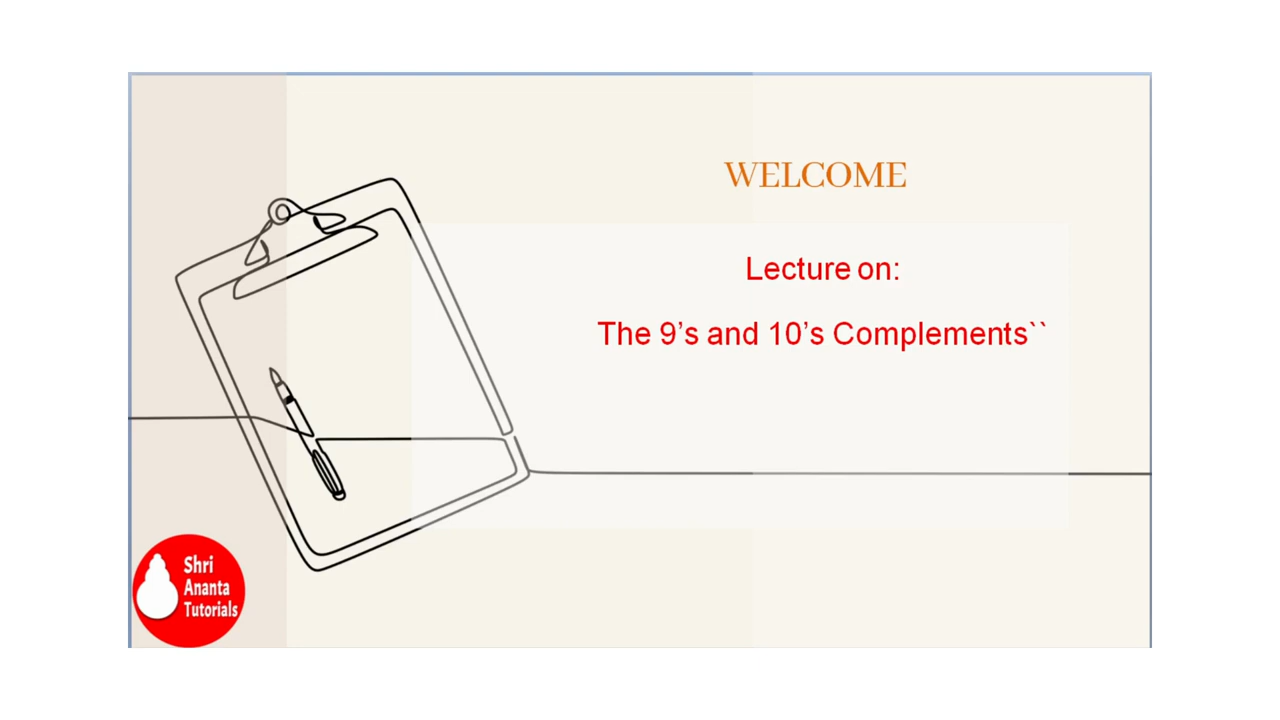 WELCOME
Lecture on:
The 9’s and 10’s Complements``
Shri
Ananta
Tutorials